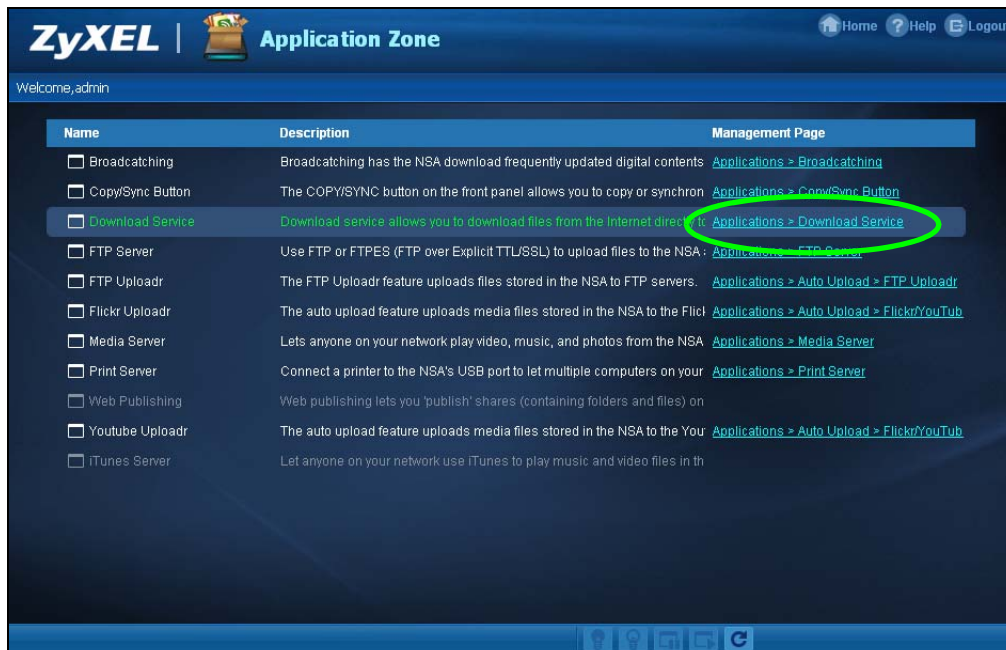 ZyXEL | Application Zone
Home Help Logout
Welcome,admin
Name Description Management Page
Broadcatching Broadcatching has the NSA download frequently updated digital contents Applications > Broadcatching
Copy/Sync Button The COPY/SYNC button on the front panel allows you to copy or synchron Applications > Copy/Sync Button
Download Service Download service allows you to download files from the Internet directly to Applications > Download Service
FTP Server Use FTP or FTPES (FTP over Explicit TTL/SSL) to upload files to the NSA Applications > FTP Server
FTP Uploadr The FTP Uploadr feature uploads files stored in the NSA to FTP servers. Applications > Auto Upload > FTP Uploadr
Flickr Uploadr The auto upload feature uploads media files stored in the NSA to the Flick Applications > Auto Upload > Flickr/YouTub
Media Server Lets anyone on your network play video, music, and photos from the NSA Applications > Media Server
Print Server Connect a printer to the NSA's USB port to let multiple computers on your Applications > Print Server
Web Publishing Web publishing lets you 'publish' shares (containing folders and files) on
Youtube Uploadr The auto upload feature uploads media files stored in the NSA to the You Applications > Auto Upload > Flickr/YouTub
iTunes Server Let anyone on your network use iTunes to play music and video files in th